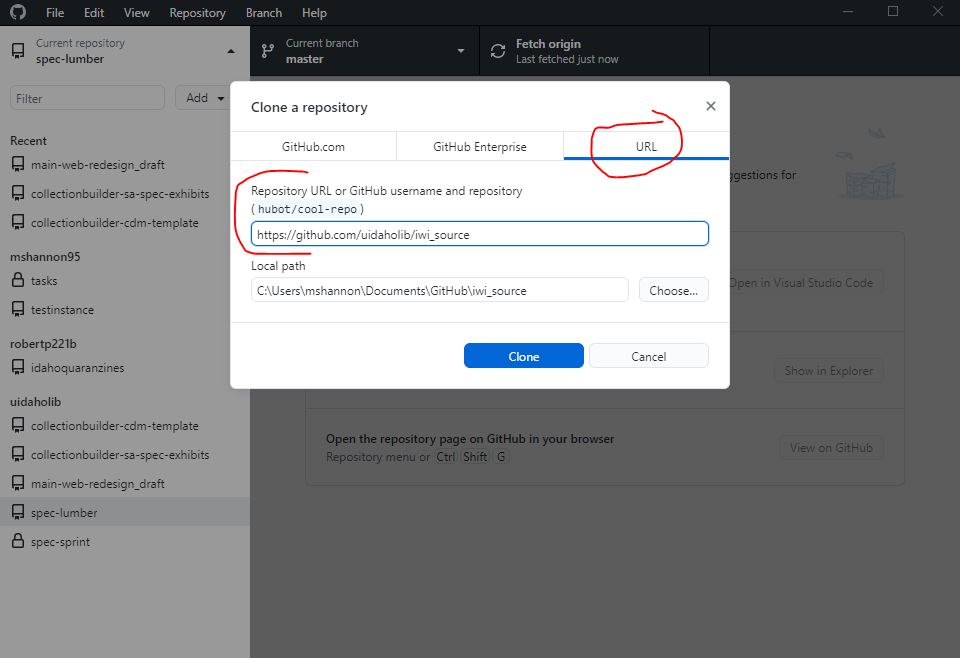 File Edit View Repository Branch Help
Current repository
spec-lumber
Current branch
master
Fetch origin
Last fetched just now
Filter
Add
Recent
main-web-redesign_draft
collectionbuilder-sa-spec-exhibits
collectionbuilder-cdm-template
mshannon95
tasks
testinstance
robertp221b
idahoquaranzines
uidaholib
collectionbuilder-cdm-template
collectionbuilder-sa-spec-exhibits
main-web-redesign_draft
spec-lumber
spec-sprint
Clone a repository
GitHub.com GitHub Enterprise URL
Repository URL or GitHub username and repository
( hubot/cool-repo )
https://github.com/uidaholib/iwi_source
Local path
C:\Users\mshannon\Documents\GitHub\iwi_source
Choose...
Clone Cancel
for
Open in Visual Studio Code
Show in Explorer
Open the repository page on GitHub in your browser
Repository menu or Ctrl Shift G
View on GitHub